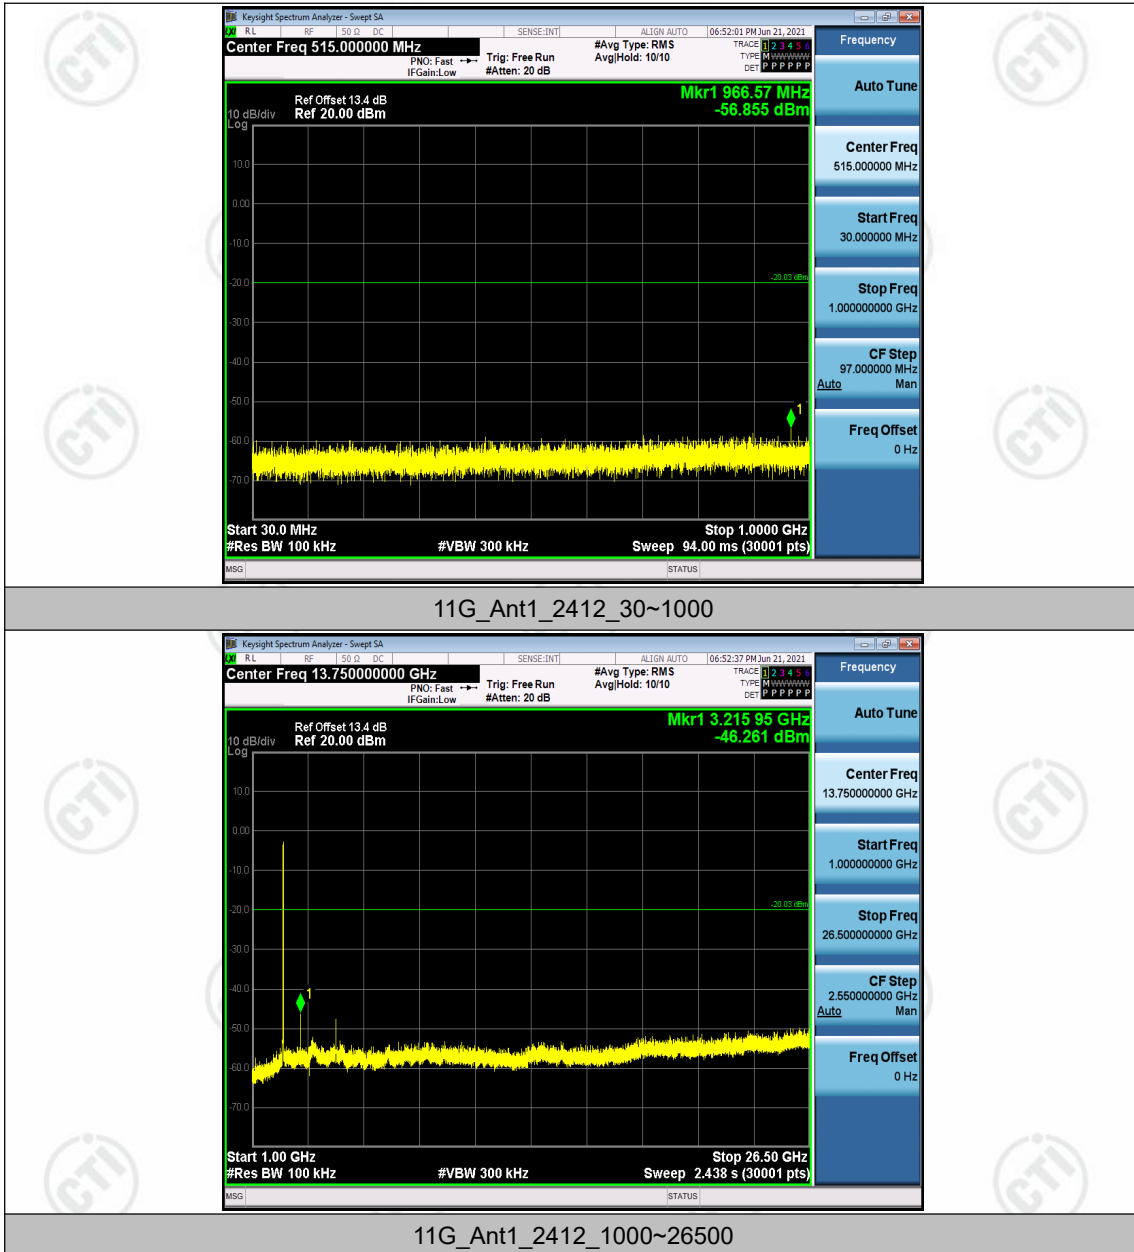 Keysight Spectrum Analyzer - Swept SA
LXI RL RF 50 Ω DC SENSE:INT ALIGN AUTO 06:52:01 PM Jun 21, 2021
Center Freq 515.000000 MHz
PNO: Fast
IFGain:Low
Trig: Free Run
#Atten: 20 dB
#Avg Type: RMS
Avg|Hold: 10/10
TRACE 1 2 3 4 5 6
TYPE M WWWWW
DET P P P P P P
Frequency
Mkr1 966.57 MHz
-56.855 dBm
Ref Offset 13.4 dB
10 dB/div Ref 20.00 dBm
Log
10.0
0.00
-10.0
-20.0
-20.03 dBm
-30.0
-40.0
-50.0
1
-60.0
-70.0
Start 30.0 MHz Stop 1.0000 GHz
#Res BW 100 kHz #VBW 300 kHz Sweep 94.00 ms (30001 pts)
MSG STATUS
Auto Tune
Center Freq
515.000000 MHz
Start Freq
30.000000 MHz
Stop Freq
1.000000000 GHz
CF Step
97.000000 MHz
Auto Man
Freq Offset
0 Hz
11G_Ant1_2412_30~1000
Keysight Spectrum Analyzer - Swept SA
LXI RL RF 50 Ω DC SENSE:INT ALIGN AUTO 06:52:37 PM Jun 21, 2021
Center Freq 13.750000000 GHz
PNO: Fast
IFGain:Low
Trig: Free Run
#Atten: 20 dB
#Avg Type: RMS
Avg|Hold: 10/10
TRACE 1 2 3 4 5 6
TYPE M WWWWW
DET P P P P P P
Frequency
Mkr1 3.215 95 GHz
-46.261 dBm
Ref Offset 13.4 dB
10 dB/div Ref 20.00 dBm
Log
10.0
0.00
-10.0
-20.0
-20.03 dBm
-30.0
-40.0
1
-50.0
-60.0
-70.0
Start 1.00 GHz Stop 26.50 GHz
#Res BW 100 kHz #VBW 300 kHz Sweep 2.438 s (30001 pts)
MSG STATUS
Auto Tune
Center Freq
13.750000000 GHz
Start Freq
1.000000000 GHz
Stop Freq
26.500000000 GHz
CF Step
2.550000000 GHz
Auto Man
Freq Offset
0 Hz
11G_Ant1_2412_1000~26500
CTI
CTI
CTI
CTI
CTI
CTI
CTI
CTI